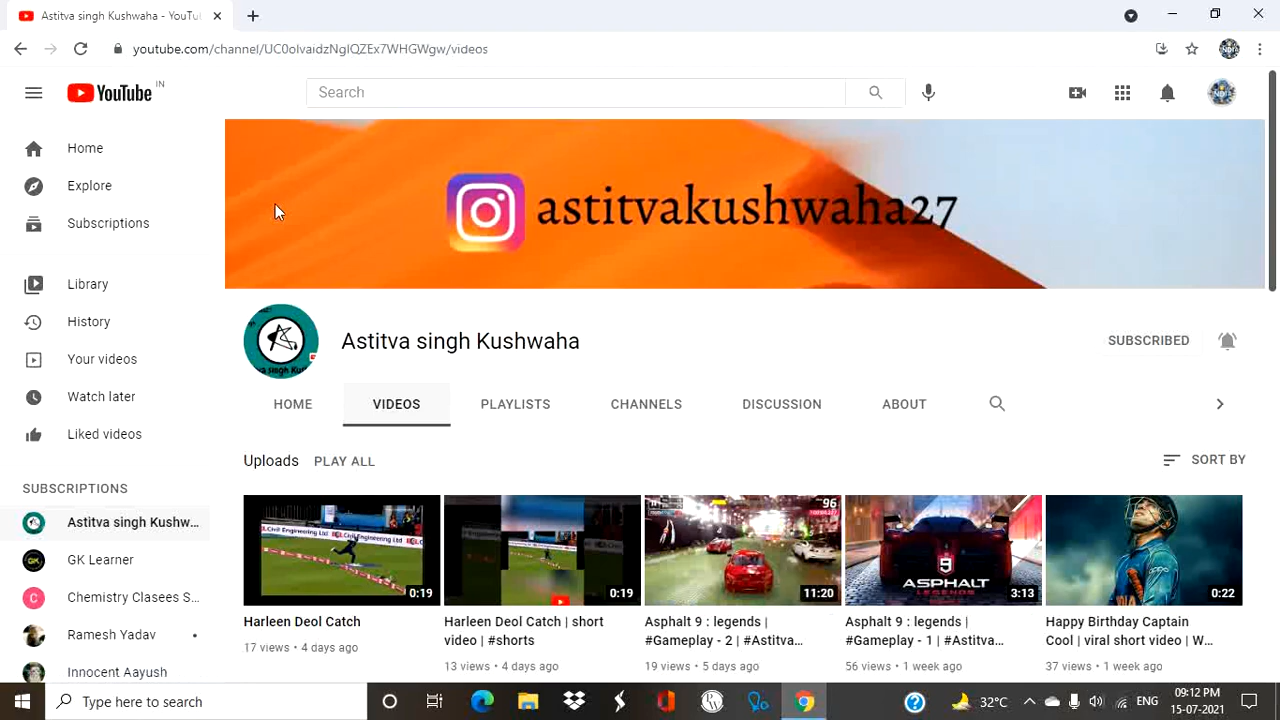 Astitva singh Kushwaha - YouTu
youtube.com/channel/UC0oIvaidzNglQZEx7WHGWgw/videos
YouTube IN
Search
Home
Explore
Subscriptions
Library
History
Your videos
Watch later
Liked videos
SUBSCRIPTIONS
Astitva singh Kushw...
GK Learner
Chemistry Clasees S...
Ramesh Yadav
Innocent Aayush
astitvakushwaha27
Astitva singh Kushwaha
SUBSCRIBED
HOME VIDEOS PLAYLISTS CHANNELS DISCUSSION ABOUT
Uploads PLAY ALL SORT BY
0:19
Harleen Deol Catch
17 views • 4 days ago
0:19
Harleen Deol Catch | short
video | #shorts
13 views • 4 days ago
96
11:20
Asphalt 9 : legends |
#Gameplay - 2 | #Astitva...
19 views • 5 days ago
9
ASPHALT
LEGENDS
3:13
Asphalt 9 : legends |
#Gameplay - 1 | #Astitva...
56 views • 1 week ago
0:22
Happy Birthday Captain
Cool | viral short video | W...
37 views • 1 week ago
Type here to search
32°C
ENG
09:12 PM
15-07-2021